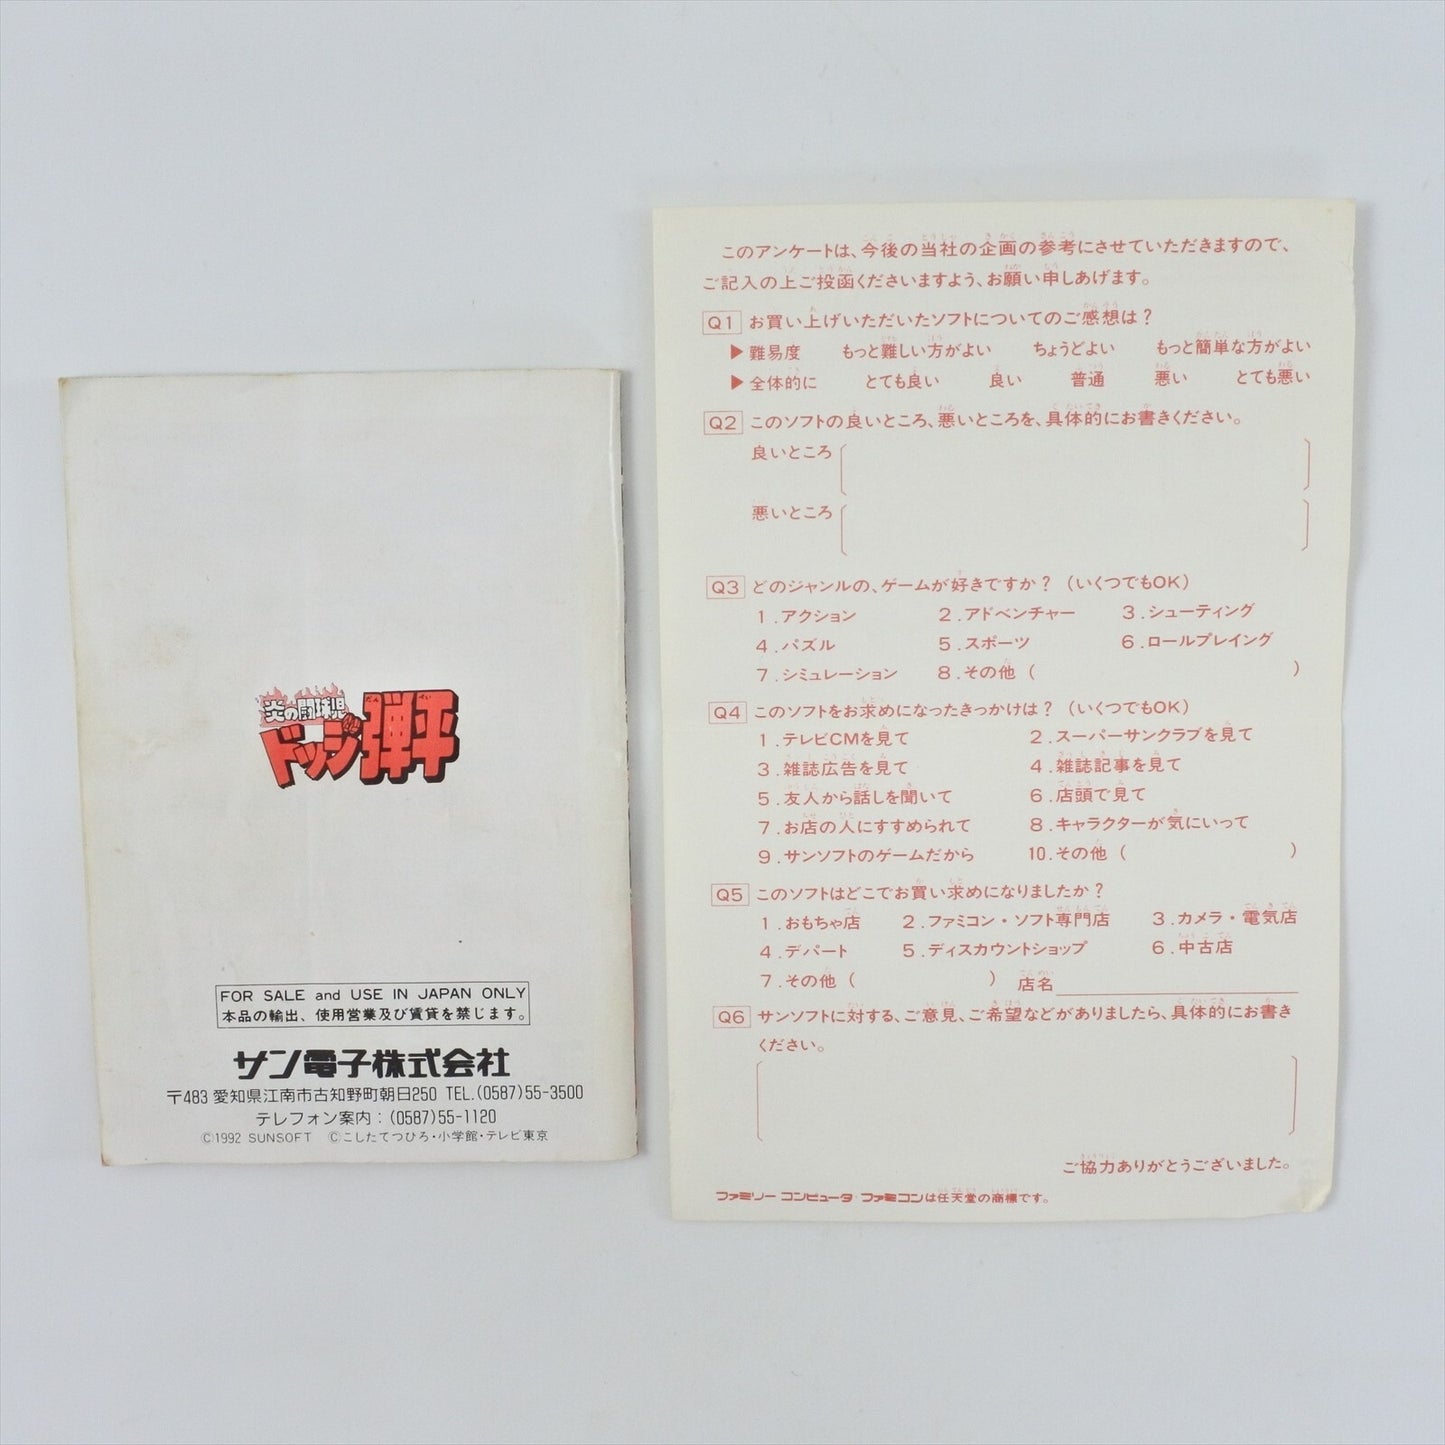 炎の闘球児
ドッジ弾平
FOR SALE and USE IN JAPAN ONLY
本品の輸出、使用営業及び賃貸を禁じます。
サン電子株式会社
〒483 愛知県江南市古知野町朝日250 TEL.(0587)55-3500
テレフォン案内：(0587)55-1120
©1992 SUNSOFT ©こしたてつひろ・小学館・テレビ東京
このアンケートは、今後の当社の企画の参考にさせていただきますので、
ご記入の上ご投函くださいますよう、お願い申しあげます。
Q1 お買い上げいただいたソフトについてのご感想は？
▶難易度 もっと難しい方がよい ちょうどよい もっと簡単な方がよい
▶全体的に とても良い 良い 普通 悪い とても悪い
Q2 このソフトの良いところ、悪いところを、具体的にお書きください。
良いところ
悪いところ
Q3 どのジャンルの、ゲームが好きですか？（いくつでもOK）
1.アクション 2.アドベンチャー 3.シューティング
4.パズル 5.スポーツ 6.ロールプレイング
7.シミュレーション 8.その他（ ）
Q4 このソフトをお求めになったきっかけは？（いくつでもOK）
1.テレビCMを見て 2.スーパーサンクラブを見て
3.雑誌広告を見て 4.雑誌記事を見て
5.友人から話しを聞いて 6.店頭で見て
7.お店の人にすすめられて 8.キャラクターが気にいって
9.サンソフトのゲームだから 10.その他（ ）
Q5 このソフトはどこでお買い求めになりましたか？
1.おもちゃ店 2.ファミコン・ソフト専門店 3.カメラ・電気店
4.デパート 5.ディスカウントショップ 6.中古店
7.その他（ ） 店名
Q6 サンソフトに対する、ご意見、ご希望などがありましたら、具体的にお書き
ください。
ご協力ありがとうございました。
ファミリーコンピュータ・ファミコンは任天堂の商標です。